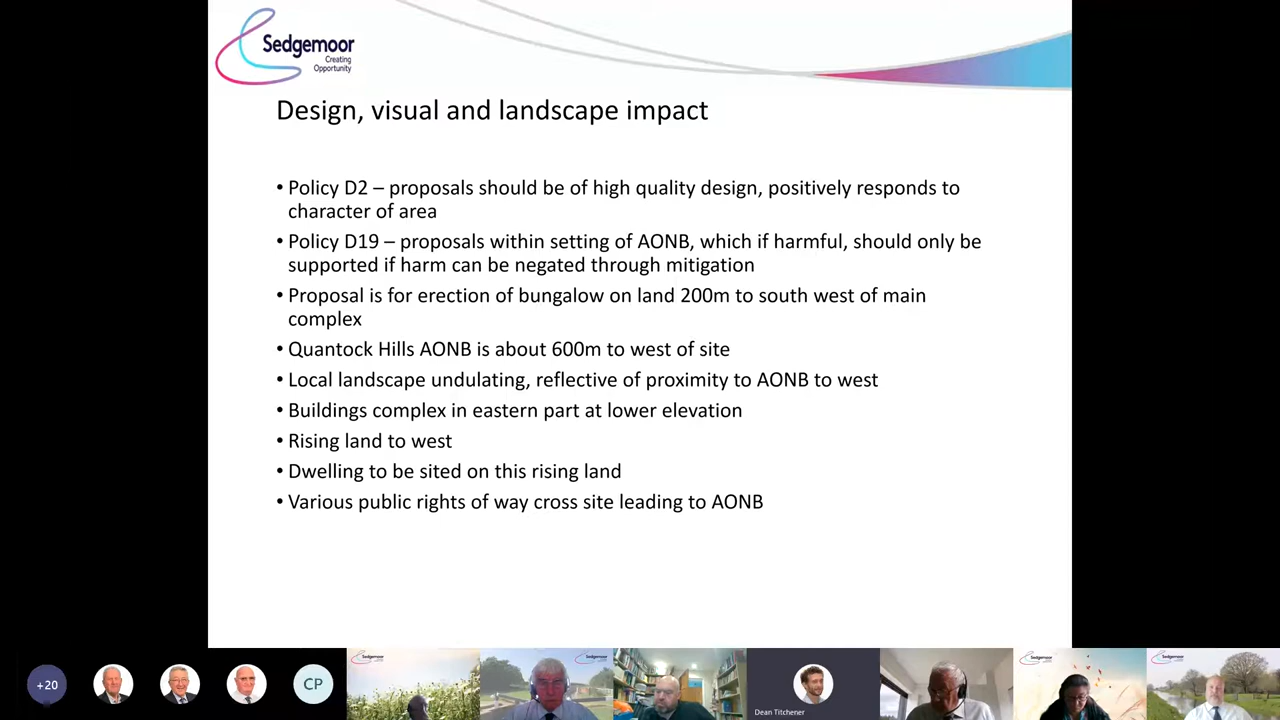 Sedgemoor
Creating
Opportunity
Design, visual and landscape impact
• Policy D2 – proposals should be of high quality design, positively responds to
character of area
• Policy D19 – proposals within setting of AONB, which if harmful, should only be
supported if harm can be negated through mitigation
• Proposal is for erection of bungalow on land 200m to south west of main
complex
• Quantock Hills AONB is about 600m to west of site
• Local landscape undulating, reflective of proximity to AONB to west
• Buildings complex in eastern part at lower elevation
• Rising land to west
• Dwelling to be sited on this rising land
• Various public rights of way cross site leading to AONB
+20
CP
Sedgemoor
Sedgemoor
Dean Titchener
Sedgemoor
Sedgemoor